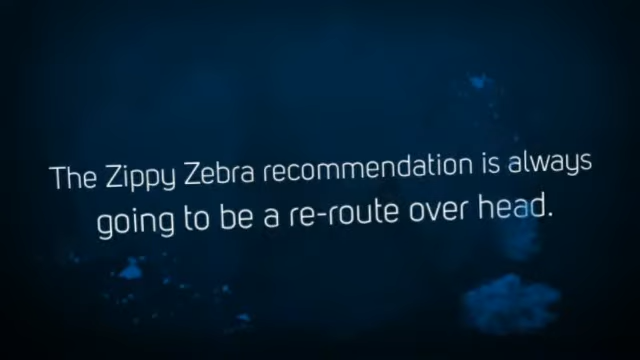 The Zippy Zebra recommendation is always
going to be a re-route over head.